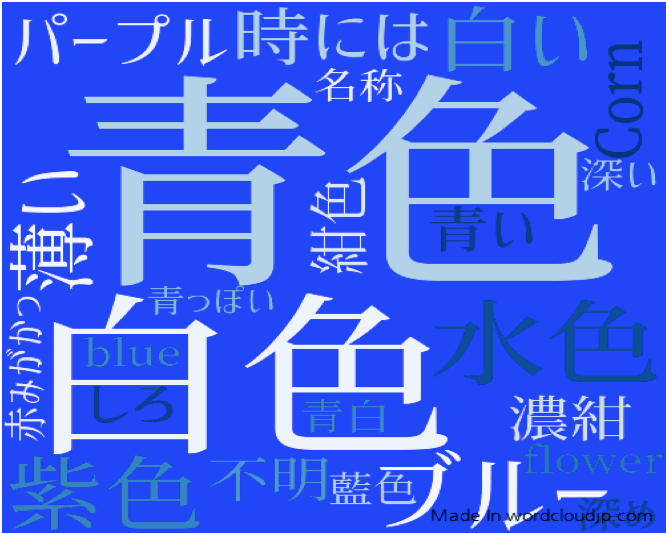 パープル
時には
白い
Corn
名称
青色
深い
薄い
紺色
青い
青っぽい
赤みがかっ
白色
水色
blue
しろ
青白
濃紺
紫色
不明
藍色
ブルー
flower
深め
Made in wordcloudjp.com